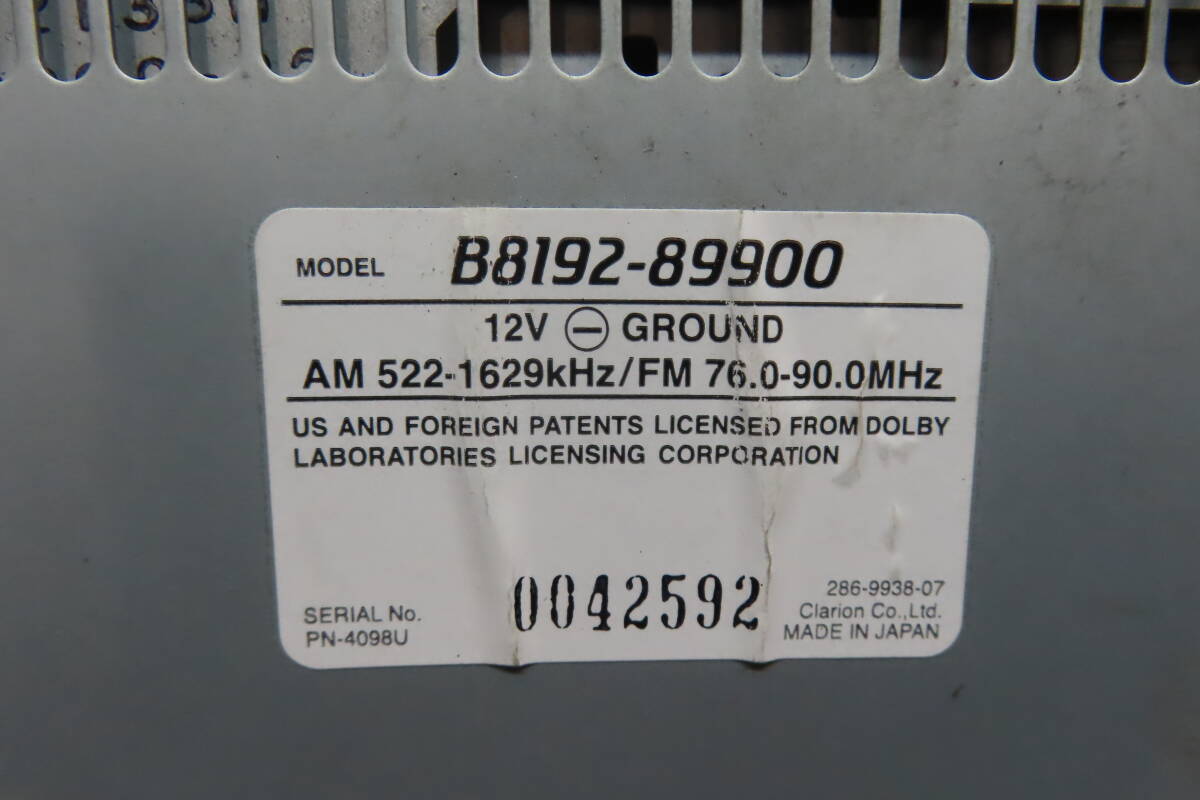 MODEL B8192-89900
12V ⊖ GROUND
AM 522-1629kHz/FM 76.0-90.0MHz
US AND FOREIGN PATENTS LICENSED FROM DOLBY
LABORATORIES LICENSING CORPORATION
286-9938-07
SERIAL No. 0042592 Clarion Co.,Ltd.
PN-4098U MADE IN JAPAN